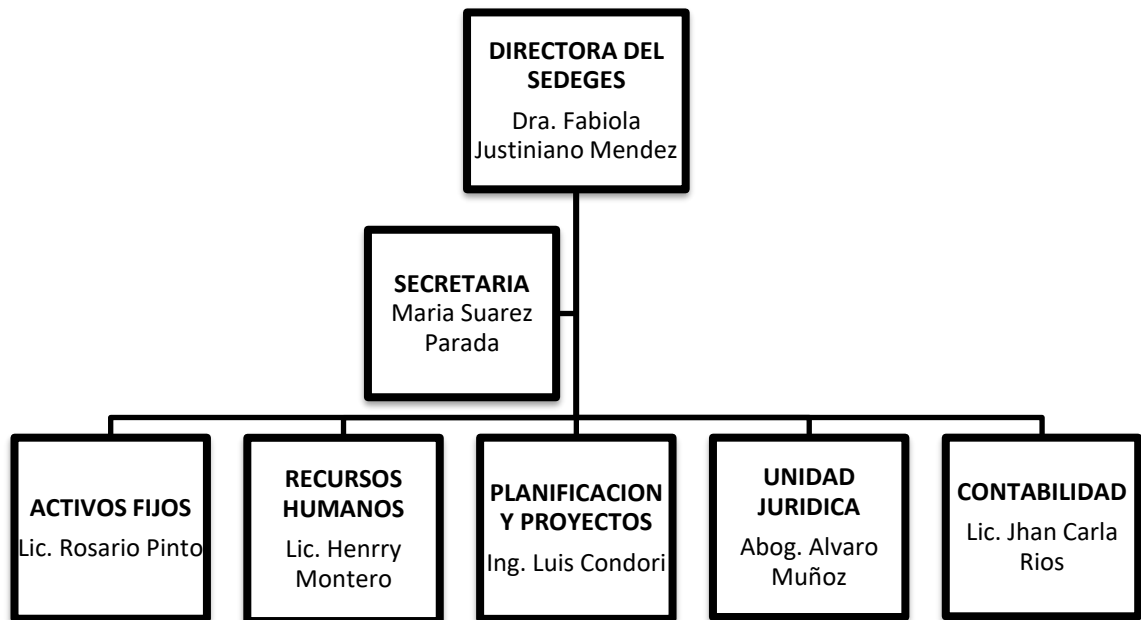 DIRECTORA DEL
SEDEGES
Dra. Fabiola
Justiniano Mendez
SECRETARIA
Maria Suarez
Parada
ACTIVOS FIJOS
Lic. Rosario Pinto
RECURSOS
HUMANOS
Lic. Henrry
Montero
PLANIFICACION
Y PROYECTOS
Ing. Luis Condori
UNIDAD
JURIDICA
Abog. Alvaro
Muñoz
CONTABILIDAD
Lic. Jhan Carla
Rios